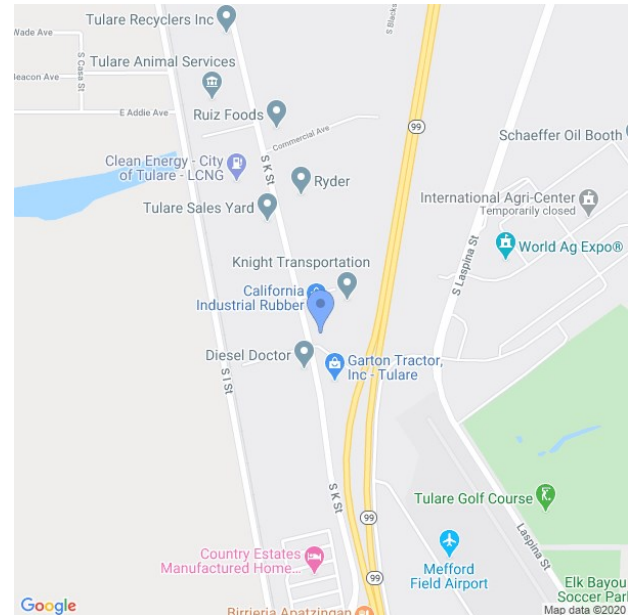 Tulare Recyclers Inc
Wade Ave
S Casa St
Beacon Ave
Tulare Animal Services
E Addie Ave
Ruiz Foods
S Blacks
99
Commercial Ave
Schaeffer Oil Booth
Clean Energy - City
of Tulare - LCNG
S K St
Ryder
International Agri-Center
Temporarily closed
Tulare Sales Yard
World Ag Expo®
S Laspina St
Knight Transportation
California
Industrial Rubber
Diesel Doctor
Garton Tractor,
Inc - Tulare
S I St
S K St
99
Tulare Golf Course
Laspina St
Country Estates
Manufactured Home...
Mefford
Field Airport
99
Elk Bayou
Soccer Park
Birrieria Apatzingan
Google
Map data ©2020